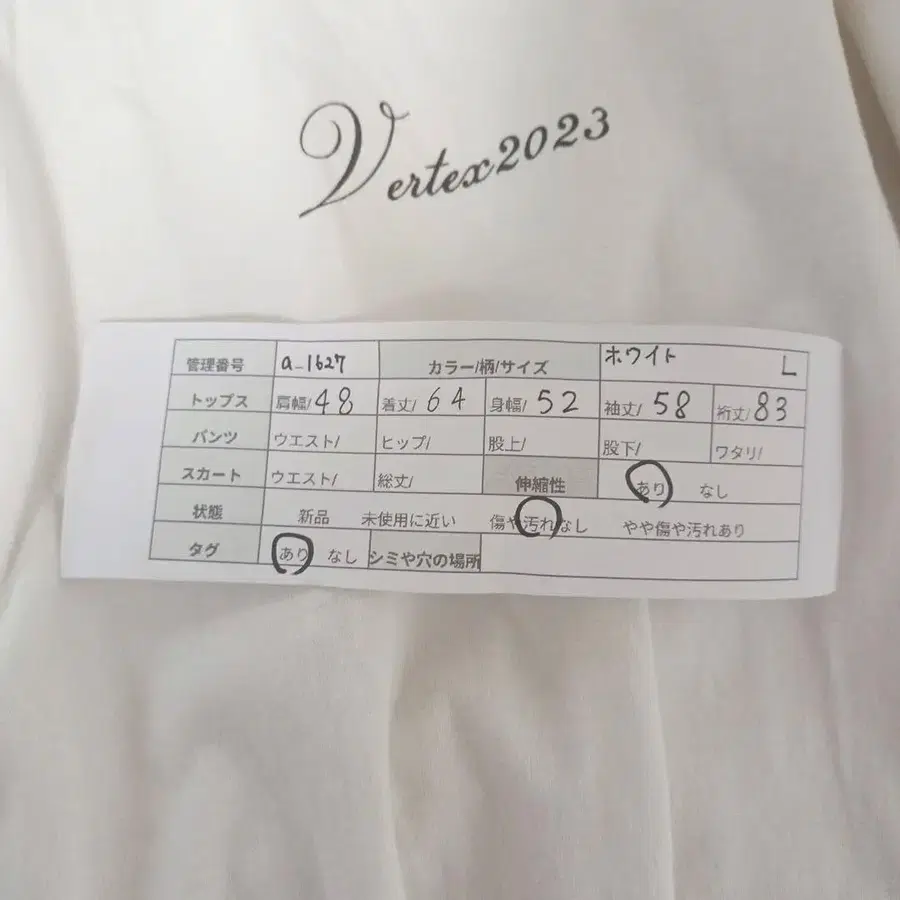 Vertex2023
管理番号 a-1627 カラー/柄/サイズ ホワイト L
トップス 肩幅/48 着丈/64 身幅/52 袖丈/58 裄丈/83
パンツ ウエスト/ ヒップ/ 股上/ 股下/ ワタリ/
スカート ウエスト/ 総丈/ 伸縮性 あり なし
状態 新品 未使用に近い 傷や汚れなし やや傷や汚れあり
タグ あり なし シミや穴の場所